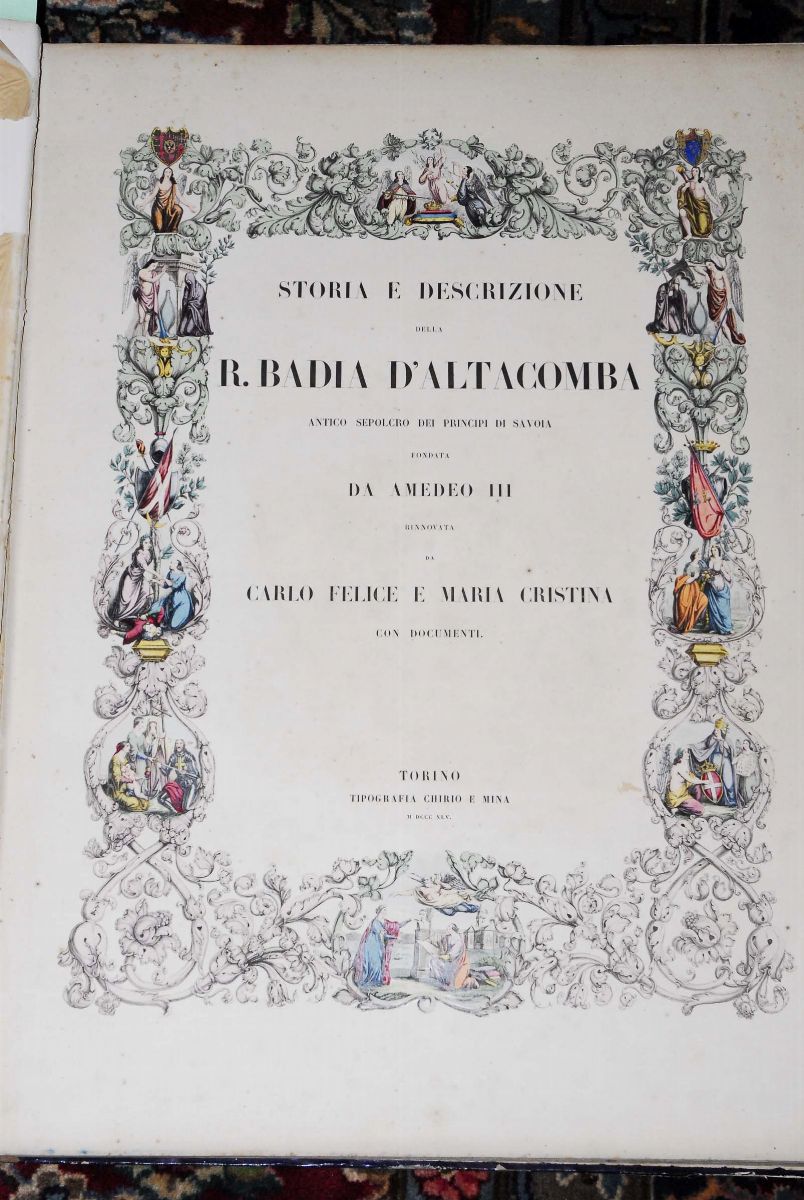 STORIA E DESCRIZIONE
DELLA
R. BADIA D'ALTACOMBA
ANTICO SEPOLCRO DEI PRINCIPI DI SAVOIA
FONDATA
DA AMEDEO III
RINNOVATA
DA
CARLO FELICE E MARIA CRISTINA
CON DOCUMENTI.
TORINO
TIPOGRAFIA CHIRIO E MINA
M DCCC XLV.